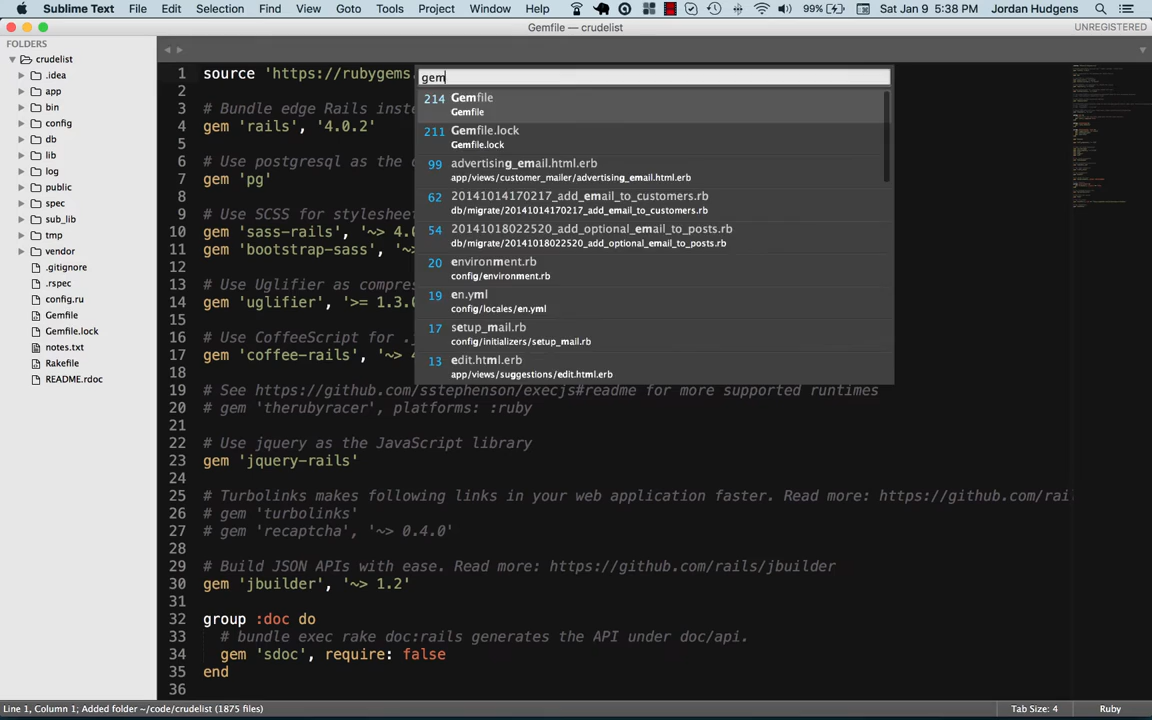 Sublime Text File Edit Selection Find View Goto Tools Project Window Help 99% Sat Jan 9 5:38 PM Jordan Hudgens
Gemfile — crudelist UNREGISTERED
FOLDERS
crudelist
.idea
app
bin
config
db
lib
log
public
spec
sub_lib
tmp
vendor
.gitignore
.rspec
config.ru
Gemfile
Gemfile.lock
notes.txt
Rakefile
README.rdoc
gem
214 Gemfile
Gemfile
211 Gemfile.lock
Gemfile.lock
99 advertising_email.html.erb
app/views/customer_mailer/advertising_email.html.erb
62 20141014170217_add_email_to_customers.rb
db/migrate/20141014170217_add_email_to_customers.rb
54 20141018022520_add_optional_email_to_posts.rb
db/migrate/20141018022520_add_optional_email_to_posts.rb
20 environment.rb
config/environment.rb
19 en.yml
config/locales/en.yml
17 setup_mail.rb
config/initializers/setup_mail.rb
13 edit.html.erb
app/views/suggestions/edit.html.erb
1 source 'https://rubygems.
2
3 # Bundle edge Rails inste
4 gem 'rails', '4.0.2'
5
6 # Use postgresql as the d
7 gem 'pg'
8
9 # Use SCSS for stylesheet
10 gem 'sass-rails', '~> 4.0
11 gem 'bootstrap-sass', '~>
12
13 # Use Uglifier as compres
14 gem 'uglifier', '>= 1.3.0
15
16 # Use CoffeeScript for .j
17 gem 'coffee-rails', '~> 4
18
19 # See https://github.com/sstephenson/execjs#readme for more supported runtimes
20 # gem 'therubyracer', platforms: :ruby
21
22 # Use jquery as the JavaScript library
23 gem 'jquery-rails'
24
25 # Turbolinks makes following links in your web application faster. Read more: https://github.com/rail
26 # gem 'turbolinks'
27 # gem 'recaptcha', '~> 0.4.0'
28
29 # Build JSON APIs with ease. Read more: https://github.com/rails/jbuilder
30 gem 'jbuilder', '~> 1.2'
31
32 group :doc do
33 # bundle exec rake doc:rails generates the API under doc/api.
34 gem 'sdoc', require: false
35 end
36
Line 1, Column 1; Added folder ~/code/crudelist (1875 files) Tab Size: 4 Ruby